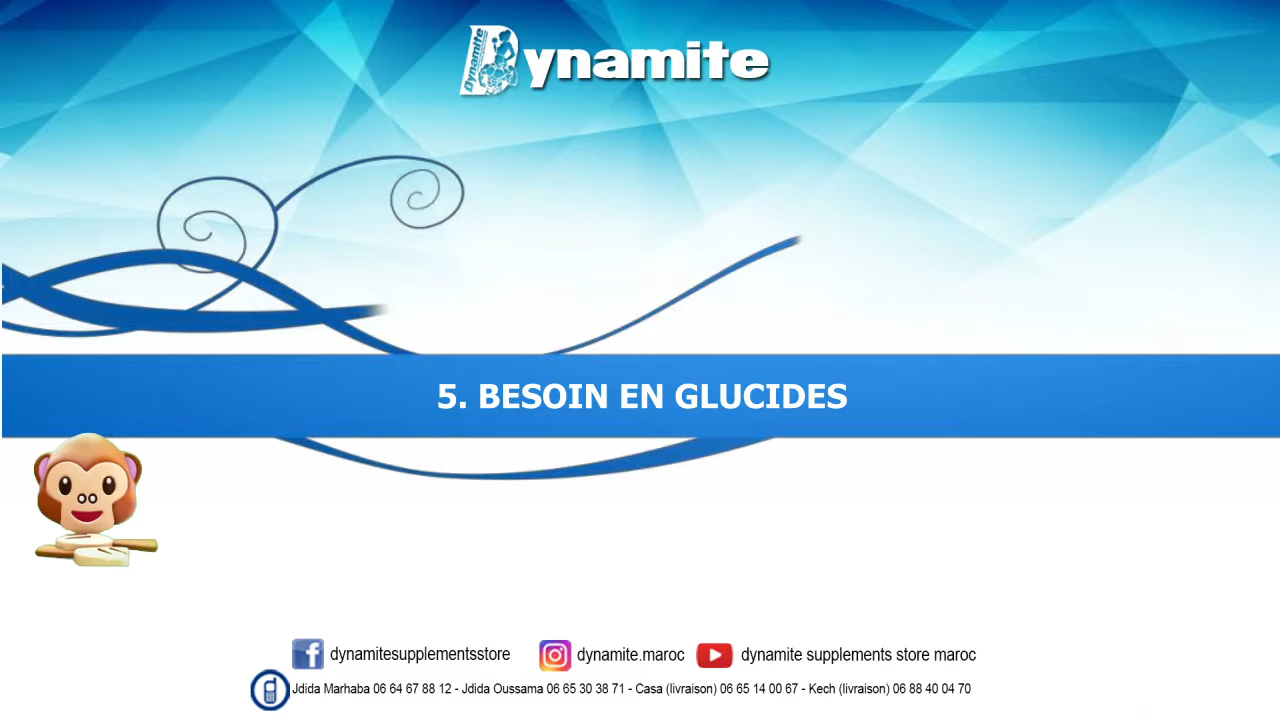 Dynamite
Dynamite
5. BESOIN EN GLUCIDES
dynamitesupplementsstore dynamite.maroc dynamite supplements store maroc
Jdida Marhaba 06 64 67 88 12 - Jdida Oussama 06 65 30 38 71 - Casa (livraison) 06 65 14 00 67 - Kech (livraison) 06 88 40 04 70